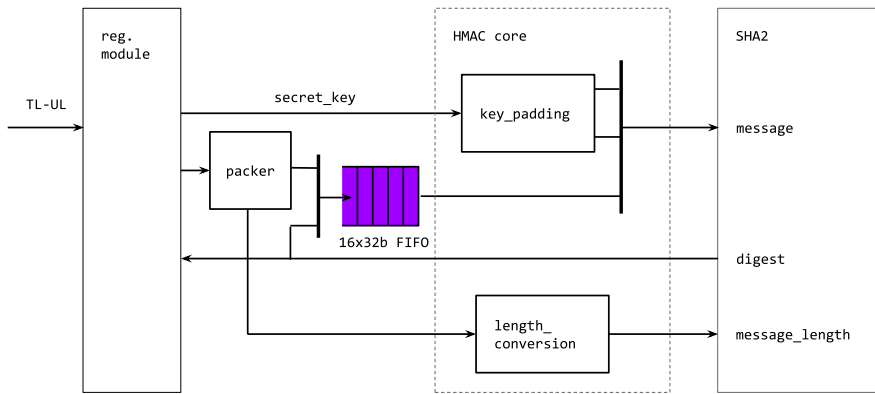 reg.
module
HMAC core
SHA2
TL-UL
secret_key
key_padding
message
packer
16x32b FIFO
digest
length_
conversion
message_length